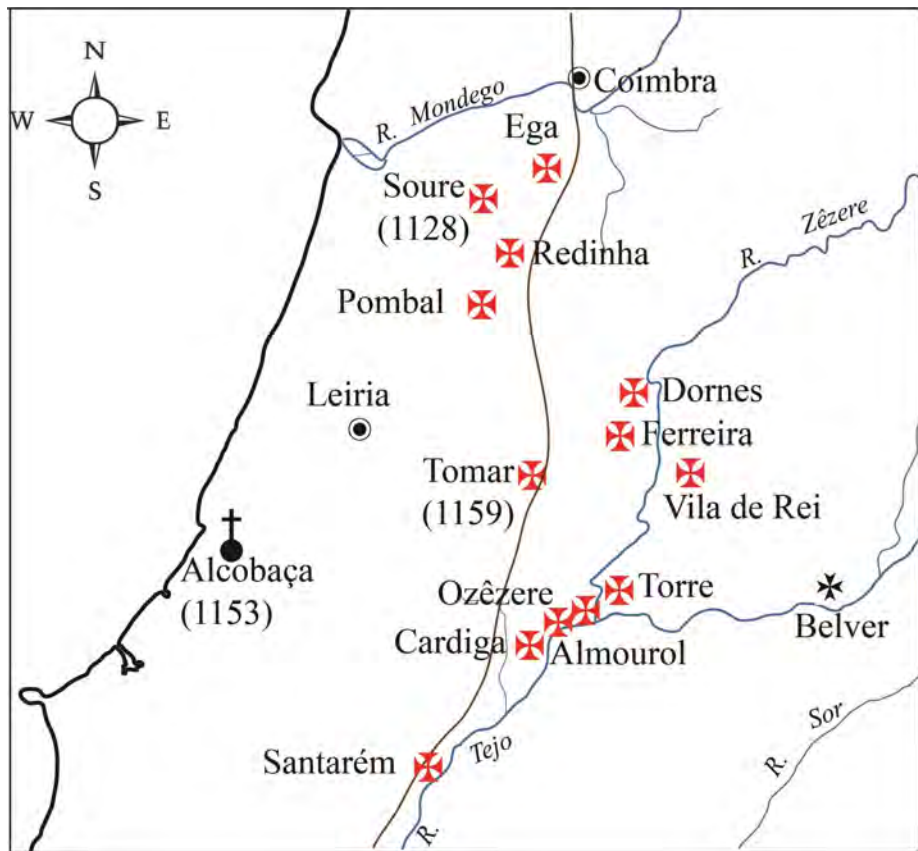 N
W
E
S
Coimbra
R. Mondego
Ega
Soure
(1128)
Redinha
R. Zêzere
Pombal
Dornes
Leiria
Ferreira
Tomar
(1159)
Vila de Rei
Alcobaça
(1153)
Torre
Ozêzere
Belver
Cardiga
Almourol
R. Sor
Santarém
R. Tejo